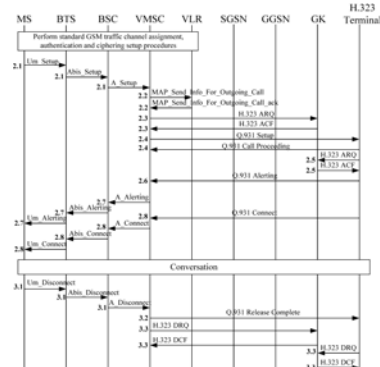 H.323
MS BTS BSC VMSC VLR SGSN GGSN GK Terminal
Perform standard GSM traffic channel assignment,
authentication and ciphering setup procedures
2.1 Um_Setup
2.1 Abis_Setup
2.1 A_Setup
2.2 MAP_Send_Info_For_Outgoing_Call
2.2 MAP_Send_Info_For_Outgoing_Call_ack
2.3 H.323 ARQ
2.3 H.323 ACF
2.4 Q.931 Setup
2.4 Q.931 Call Proceeding
2.5 H.323 ARQ
2.5 H.323 ACF
2.6 Q.931 Alerting
2.7 A_Alerting
2.7 Abis_Alerting
2.7 Um_Alerting
2.8 Q.931 Connect
2.8 A_Connect
2.8 Abis_Connect
2.8 Um_Connect
Conversation
3.1 Um_Disconnect
3.1 Abis_Disconnect
3.1 A_Disconnect
3.2 Q.931 Release Complete
3.3 H.323 DRQ
3.3 H.323 DCF
3.3 H.323 DRQ
3.3 H.323 DCF